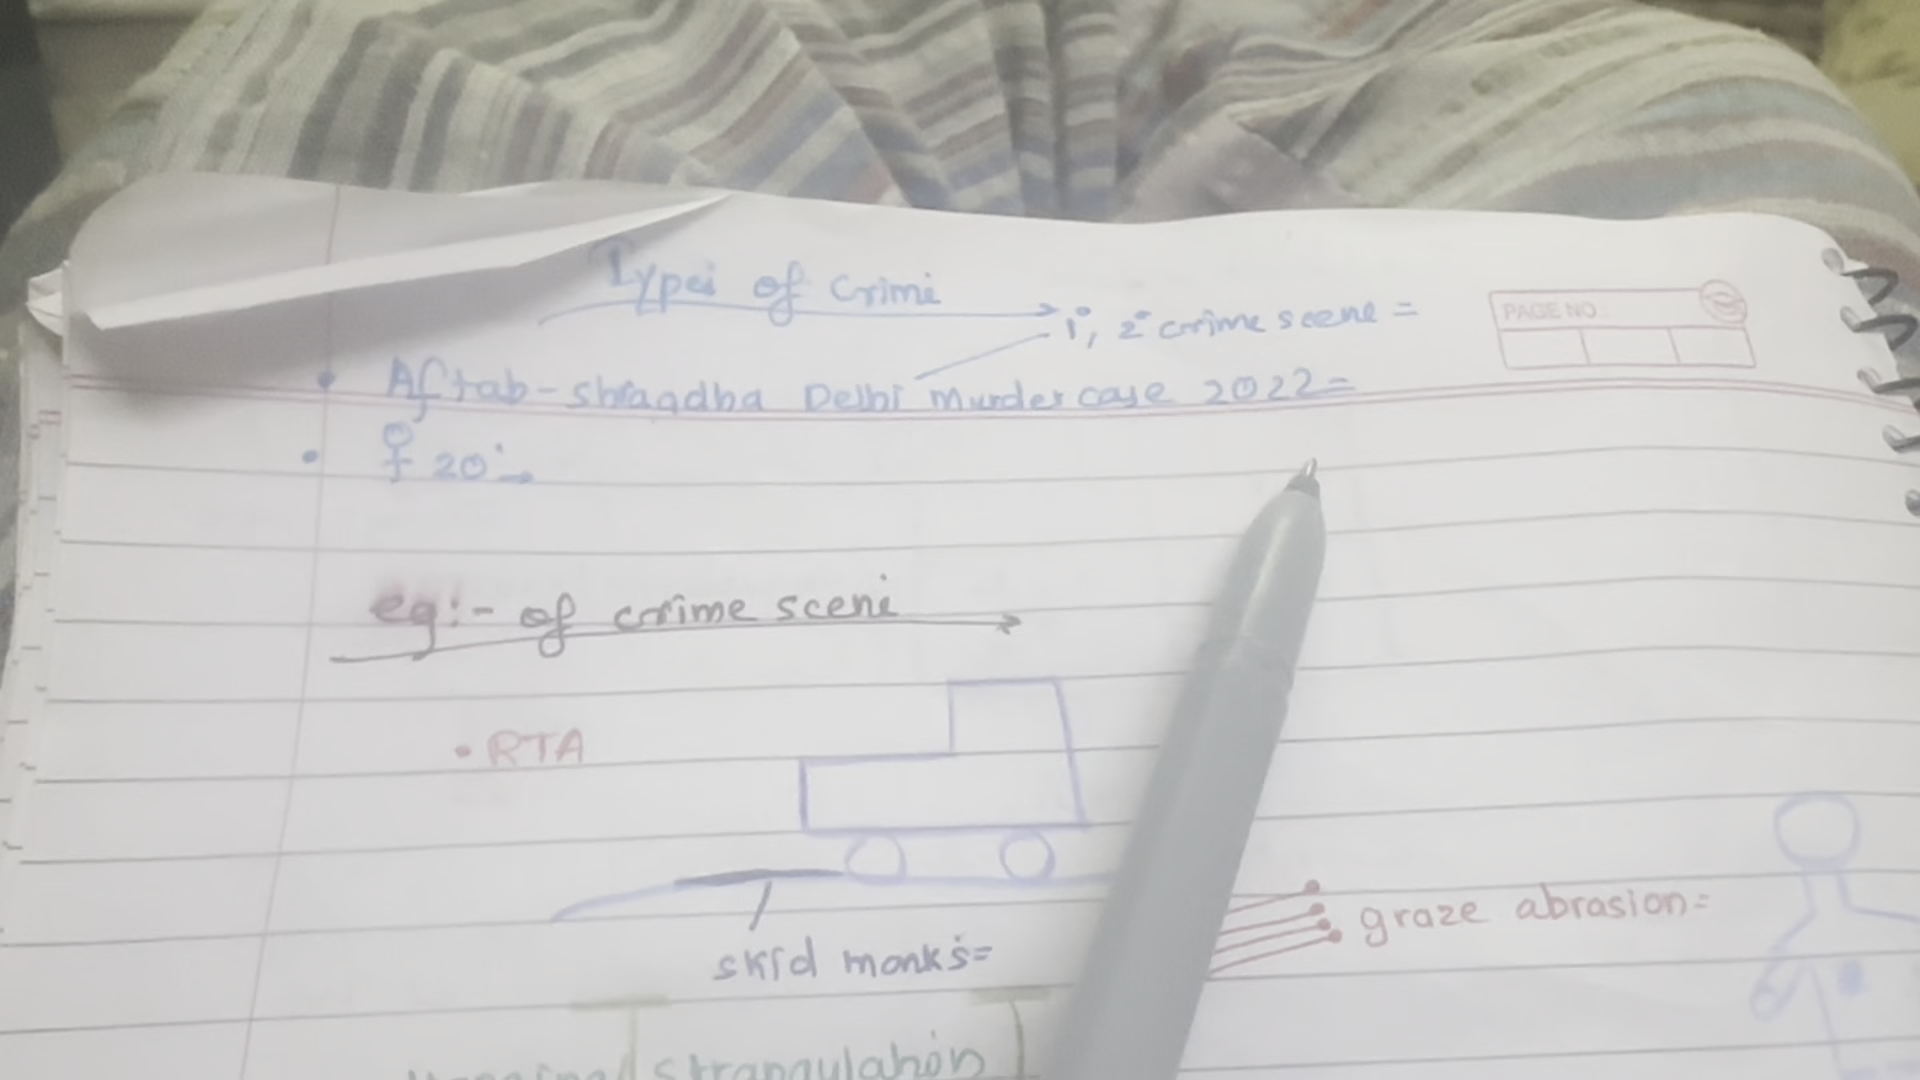 Types of Crime
1°, 2° crime scene =
PAGE NO
Aftab-shraddha Delhi Murder case 2022=
♀ 20:→
eg:- of crime scene
• RTA
graze abrasion=
skid marks=
strangulation